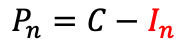 Pₙ = C − Iₙ